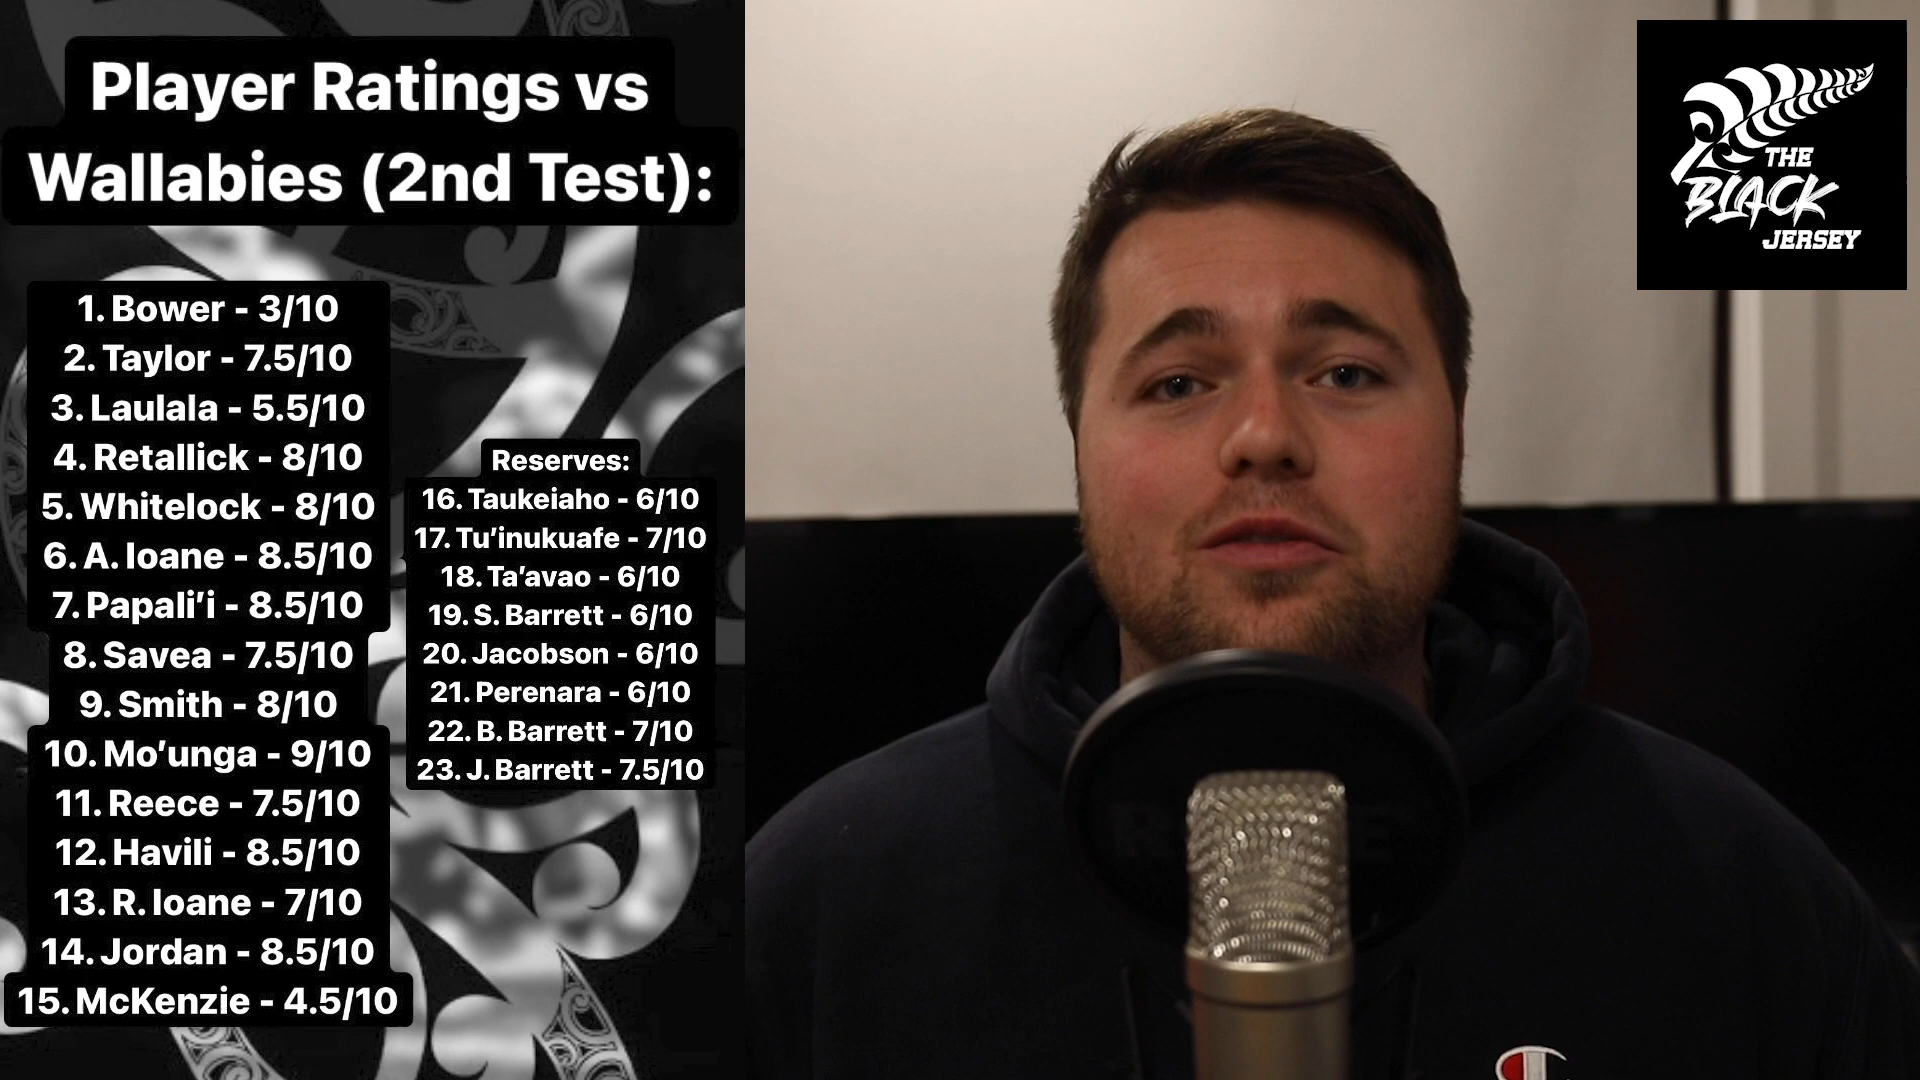 Player Ratings vs
Wallabies (2nd Test):
1. Bower - 3/10
2. Taylor - 7.5/10
3. Laulala - 5.5/10
4. Retallick - 8/10
5. Whitelock - 8/10
6. A. Ioane - 8.5/10
7. Papali’i - 8.5/10
8. Savea - 7.5/10
9. Smith - 8/10
10. Mo’unga - 9/10
11. Reece - 7.5/10
12. Havili - 8.5/10
13. R. Ioane - 7/10
14. Jordan - 8.5/10
15. McKenzie - 4.5/10
Reserves:
16. Taukeiaho - 6/10
17. Tu’inukuafe - 7/10
18. Ta’avao - 6/10
19. S. Barrett - 6/10
20. Jacobson - 6/10
21. Perenara - 6/10
22. B. Barrett - 7/10
23. J. Barrett - 7.5/10
THE
BLACK
JERSEY